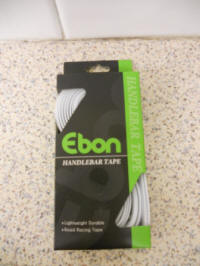 Ebon
HANDLEBAR TAPE
•Lightweight Durable
•Road Racing Tape
HANDLEBAR TAPE